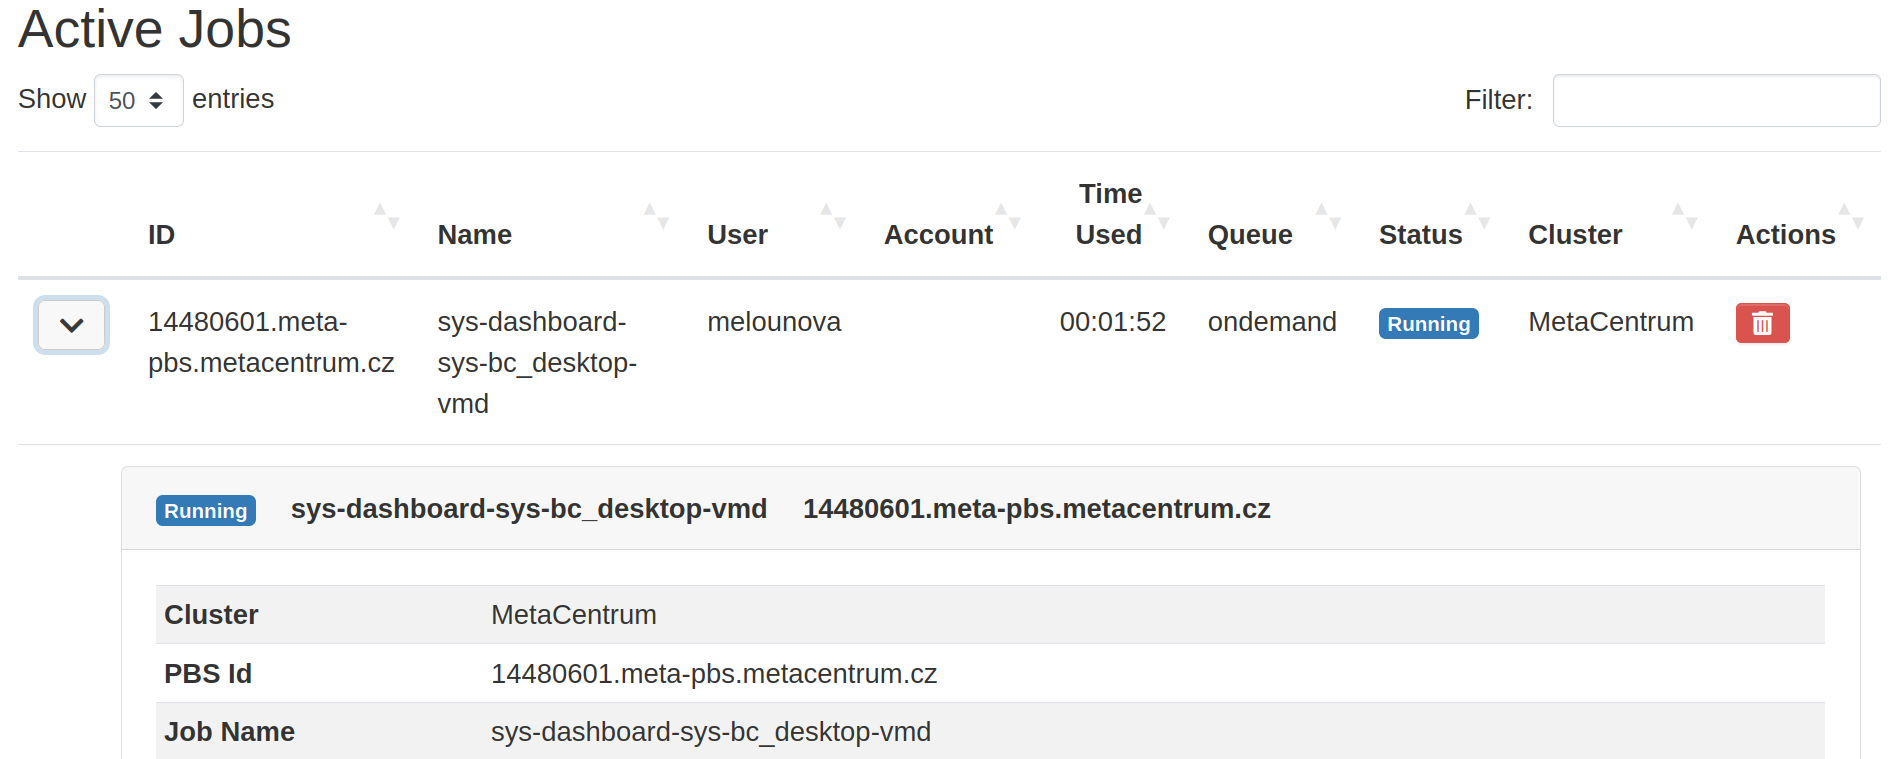 Active Jobs
Show 50 entries
Filter:
Time
ID Name User Account Used Queue Status Cluster Actions
14480601.meta- sys-dashboard- melounova 00:01:52 ondemand Running MetaCentrum
pbs.metacentrum.cz sys-bc_desktop-
vmd
Running sys-dashboard-sys-bc_desktop-vmd 14480601.meta-pbs.metacentrum.cz
Cluster MetaCentrum
PBS Id 14480601.meta-pbs.metacentrum.cz
Job Name sys-dashboard-sys-bc_desktop-vmd